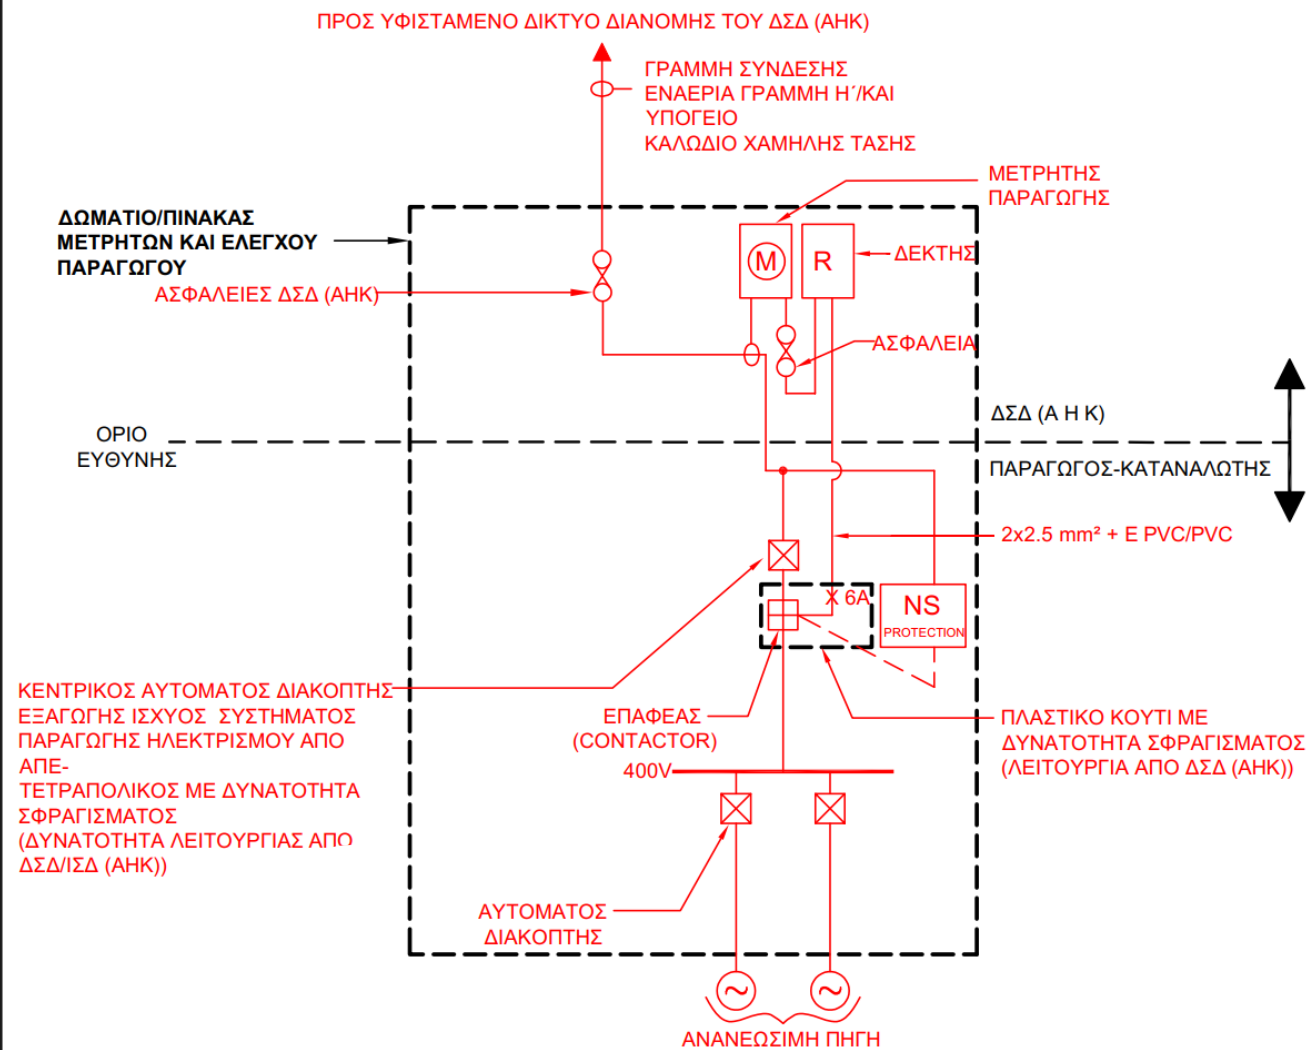 ΠΡΟΣ ΥΦΙΣΤΑΜΕΝΟ ΔΙΚΤΥΟ ΔΙΑΝΟΜΗΣ ΤΟΥ ΔΣΔ (ΑΗΚ)
ΓΡΑΜΜΗ ΣΥΝΔΕΣΗΣ
ΕΝΑΕΡΙΑ ΓΡΑΜΜΗ Η΄/ΚΑΙ
ΥΠΟΓΕΙΟ
ΚΑΛΩΔΙΟ ΧΑΜΗΛΗΣ ΤΑΣΗΣ
ΜΕΤΡΗΤΗΣ
ΠΑΡΑΓΩΓΗΣ
ΔΩΜΑΤΙΟ/ΠΙΝΑΚΑΣ
ΜΕΤΡΗΤΩΝ ΚΑΙ ΕΛΕΓΧΟΥ
ΠΑΡΑΓΩΓΟΥ
M
R
ΔΕΚΤΗΣ
ΑΣΦΑΛΕΙΕΣ ΔΣΔ (ΑΗΚ)
ΑΣΦΑΛΕΙΑ
ΔΣΔ (Α Η Κ)
ΟΡΙΟ
ΕΥΘΥΝΗΣ
ΠΑΡΑΓΩΓΟΣ-ΚΑΤΑΝΑΛΩΤΗΣ
2x2.5 mm² + E PVC/PVC
X 6A
NS
PROTECTION
ΚΕΝΤΡΙΚΟΣ ΑΥΤΟΜΑΤΟΣ ΔΙΑΚΟΠΤΗΣ
ΕΞΑΓΩΓΗΣ ΙΣΧΥΟΣ ΣΥΣΤΗΜΑΤΟΣ
ΠΑΡΑΓΩΓΗΣ ΗΛΕΚΤΡΙΣΜΟΥ ΑΠΟ
ΑΠΕ-
ΤΕΤΡΑΠΟΛΙΚΟΣ ΜΕ ΔΥΝΑΤΟΤΗΤΑ
ΣΦΡΑΓΙΣΜΑΤΟΣ
(ΔΥΝΑΤΟΤΗΤΑ ΛΕΙΤΟΥΡΓΙΑΣ ΑΠΟ
ΔΣΔ/ΙΣΔ (ΑΗΚ))
ΕΠΑΦΕΑΣ
(CONTACTOR)
ΠΛΑΣΤΙΚΟ ΚΟΥΤΙ ΜΕ
ΔΥΝΑΤΟΤΗΤΑ ΣΦΡΑΓΙΣΜΑΤΟΣ
(ΛΕΙΤΟΥΡΓΙΑ ΑΠΟ ΔΣΔ (ΑΗΚ))
400V
ΑΥΤΟΜΑΤΟΣ
ΔΙΑΚΟΠΤΗΣ
ΑΝΑΝΕΩΣΙΜΗ ΠΗΓΗ